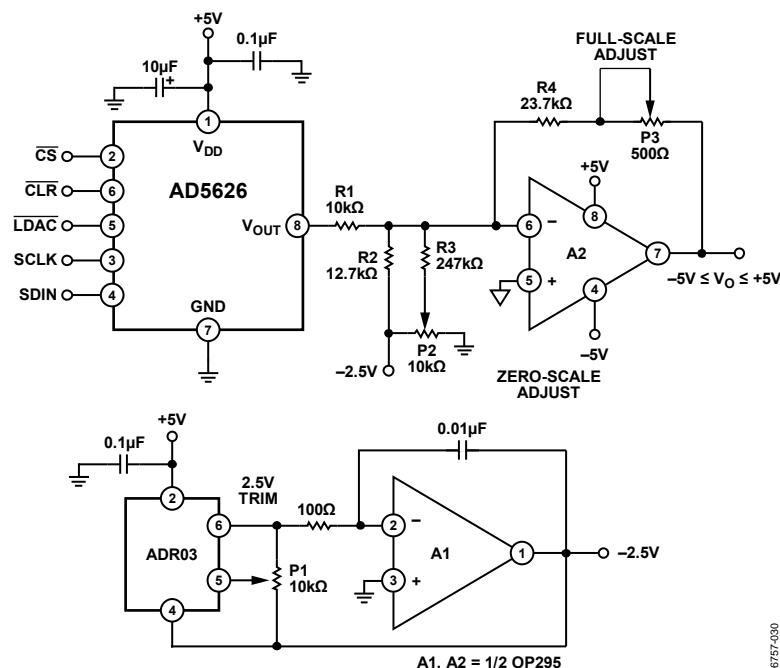 +5V
0.1µF
10µF
+
1
VDD
CS
2
CLR
6
LDAC
5
SCLK
3
SDIN
4
AD5626
VOUT
8
GND
7
R1
10kΩ
R2
12.7kΩ
R3
247kΩ
P2
10kΩ
–2.5V
FULL-SCALE
ADJUST
R4
23.7kΩ
P3
500Ω
+5V
8
6
–
A2
5
+
4
7
–5V
–5V ≤ VO ≤ +5V
ZERO-SCALE
ADJUST
+5V
0.1µF
2
ADR03
6
5
4
2.5V
TRIM
P1
10kΩ
100Ω
0.01µF
2
–
A1
3
+
1
–2.5V
A1, A2 = 1/2 OP295
6757-030